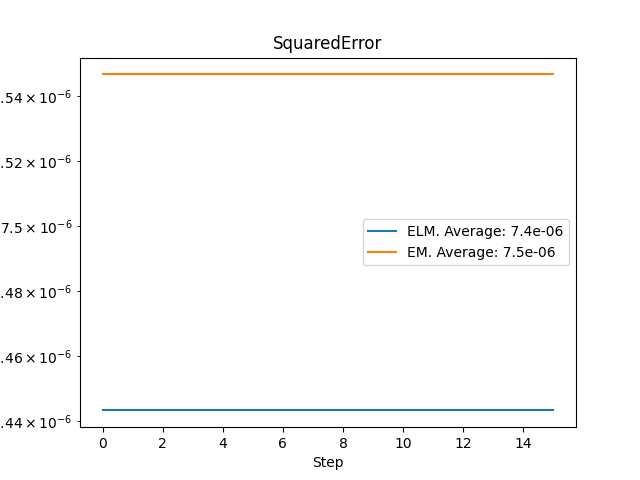 SquaredError
.54 × 10⁻⁶
.52 × 10⁻⁶
7.5 × 10⁻⁶
.48 × 10⁻⁶
.46 × 10⁻⁶
.44 × 10⁻⁶
ELM. Average: 7.4e-06
EM. Average: 7.5e-06
0 2 4 6 8 10 12 14
Step